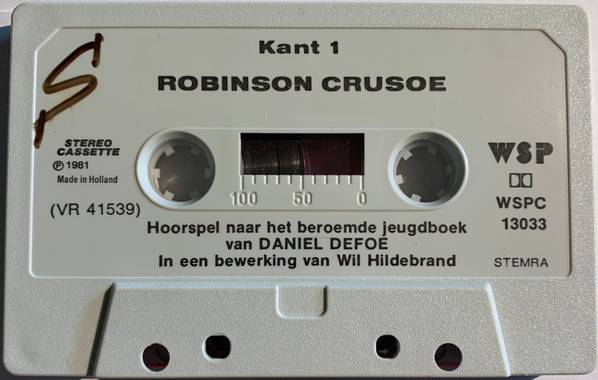 Kant 1
ROBINSON CRUSOE
S
STEREO
CASSETTE
℗ 1981
Made in Holland
(VR 41539)
100 50 0
WSP
WSPC
13033
Hoorspel naar het beroemde jeugdboek
van DANIEL DEFOE
In een bewerking van Wil Hildebrand
STEMRA